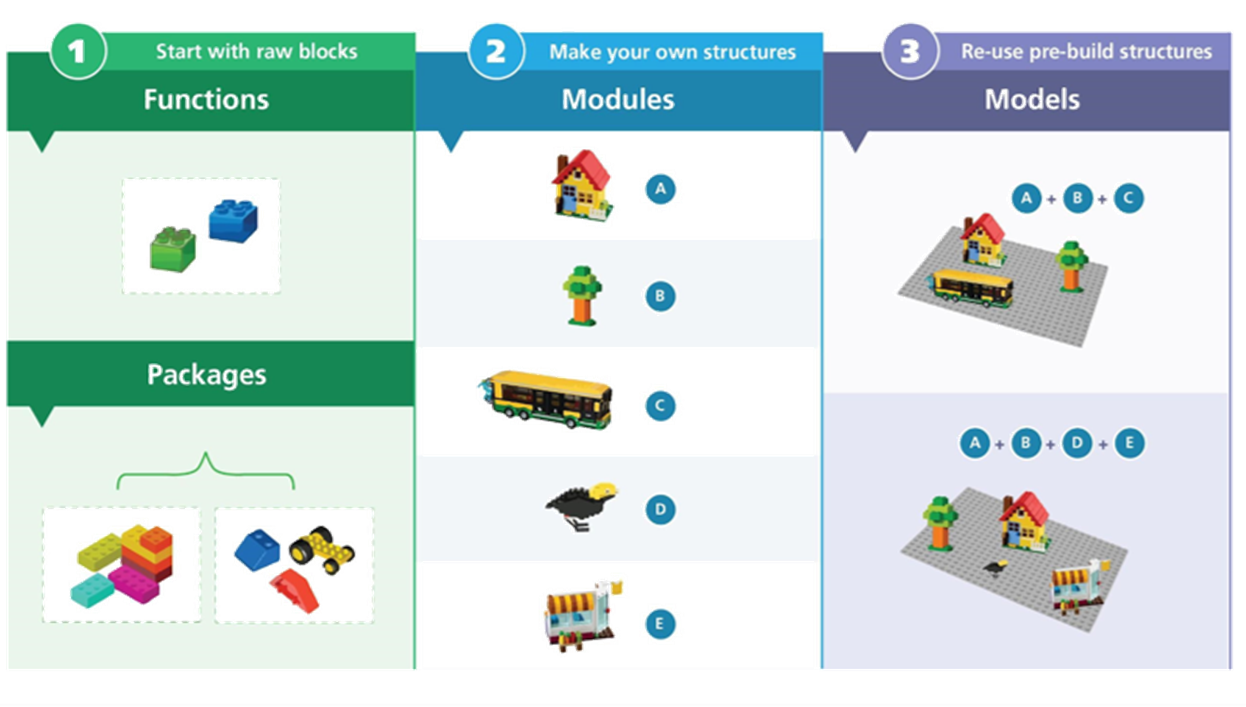 1
Start with raw blocks
Functions
Packages
2
Make your own structures
Modules
A
B
C
D
E
3
Re-use pre-build structures
Models
A + B + C
A + B + D + E